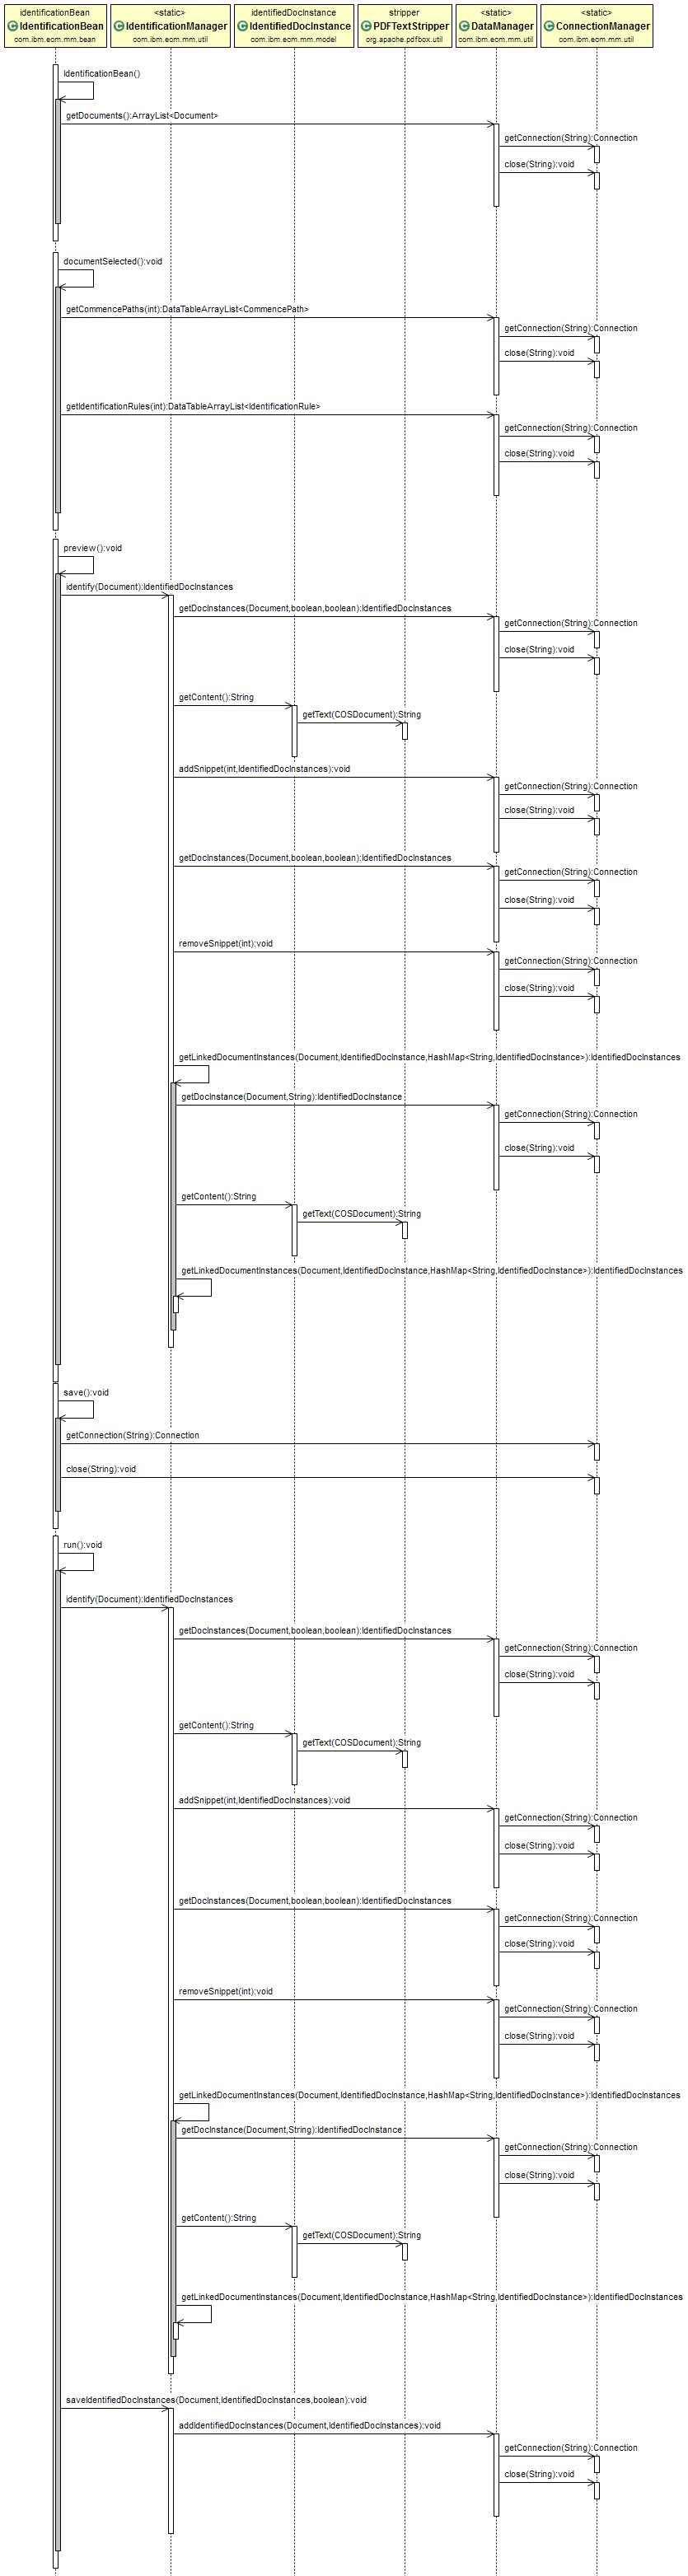 identificationBean
IdentificationBean
com.ibm.ecm.mm.bean
<static>
IdentificationManager
com.ibm.ecm.mm.util
identifiedDocInstance
IdentifiedDocInstance
com.ibm.ecm.mm.model
stripper
PDFTextStripper
org.apache.pdfbox.util
<static>
DataManager
com.ibm.ecm.mm.util
<static>
ConnectionManager
com.ibm.ecm.mm.util
IdentificationBean()
getDocuments():ArrayList<Document>
getConnection(String):Connection
close(String):void
documentSelected():void
getCommencePaths(int):DataTableArrayList<CommencePath>
getConnection(String):Connection
close(String):void
getIdentificationRules(int):DataTableArrayList<IdentificationRule>
getConnection(String):Connection
close(String):void
preview():void
identify(Document):IdentifiedDocInstances
getDocInstances(Document,boolean,boolean):IdentifiedDocInstances
getConnection(String):Connection
close(String):void
getContent():String
getText(COSDocument):String
addSnippet(int,IdentifiedDocInstances):void
getConnection(String):Connection
close(String):void
getDocInstances(Document,boolean,boolean):IdentifiedDocInstances
getConnection(String):Connection
close(String):void
removeSnippet(int):void
getConnection(String):Connection
close(String):void
getLinkedDocumentInstances(Document,IdentifiedDocInstance,HashMap<String,IdentifiedDocInstance>):IdentifiedDocInstances
getDocInstance(Document,String):IdentifiedDocInstance
getConnection(String):Connection
close(String):void
getContent():String
getText(COSDocument):String
getLinkedDocumentInstances(Document,IdentifiedDocInstance,HashMap<String,IdentifiedDocInstance>):IdentifiedDocInstances
save():void
getConnection(String):Connection
close(String):void
run():void
identify(Document):IdentifiedDocInstances
getDocInstances(Document,boolean,boolean):IdentifiedDocInstances
getConnection(String):Connection
close(String):void
getContent():String
getText(COSDocument):String
addSnippet(int,IdentifiedDocInstances):void
getConnection(String):Connection
close(String):void
getDocInstances(Document,boolean,boolean):IdentifiedDocInstances
getConnection(String):Connection
close(String):void
removeSnippet(int):void
getConnection(String):Connection
close(String):void
getLinkedDocumentInstances(Document,IdentifiedDocInstance,HashMap<String,IdentifiedDocInstance>):IdentifiedDocInstances
getDocInstance(Document,String):IdentifiedDocInstance
getConnection(String):Connection
close(String):void
getContent():String
getText(COSDocument):String
getLinkedDocumentInstances(Document,IdentifiedDocInstance,HashMap<String,IdentifiedDocInstance>):IdentifiedDocInstances
saveIdentifiedDocInstances(Document,IdentifiedDocInstances,boolean):void
addIdentifiedDocInstances(Document,IdentifiedDocInstances):void
getConnection(String):Connection
close(String):void